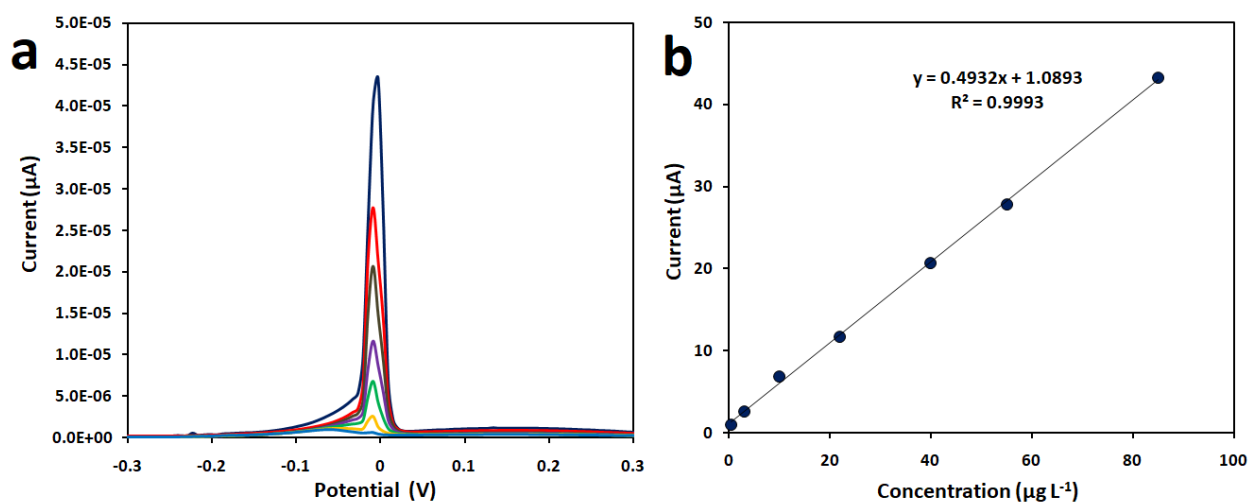 a
Current (µA)
5.0E-05
4.5E-05
4.0E-05
3.5E-05
3.0E-05
2.5E-05
2.0E-05
1.5E-05
1.0E-05
5.0E-06
0.0E+00
-0.3 -0.2 -0.1 0 0.1 0.2 0.3
Potential (V)
b
y = 0.4932x + 1.0893
R² = 0.9993
Current (µA)
50
40
30
20
10
0
0 20 40 60 80 100
Concentration (µg L⁻¹)